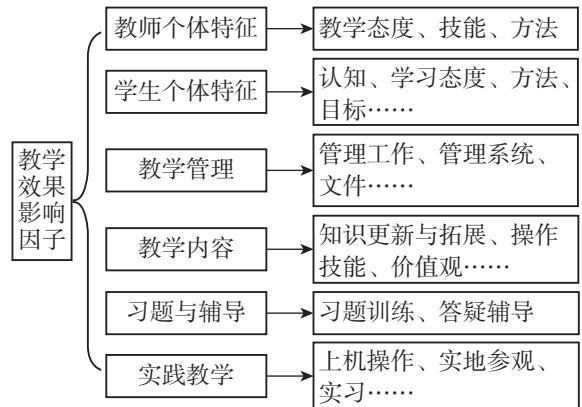 教学
效果
影响
因子
教师个体特征
教学态度、技能、方法
学生个体特征
认知、学习态度、方法、
目标……
教学管理
管理工作、管理系统、
文件……
教学内容
知识更新与拓展、操作
技能、价值观……
习题与辅导
习题训练、答疑辅导
实践教学
上机操作、实地参观、
实习……